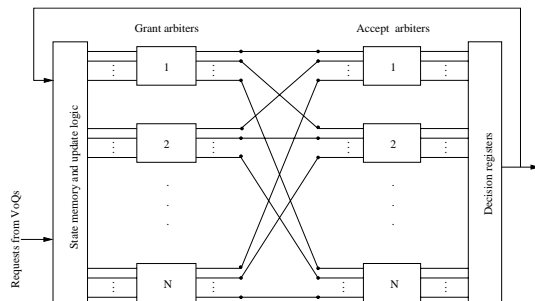 Grant arbiters
Accept arbiters
1
1
2
2
N
N
State memory and update logic
Decision registers
Requests from VoQs